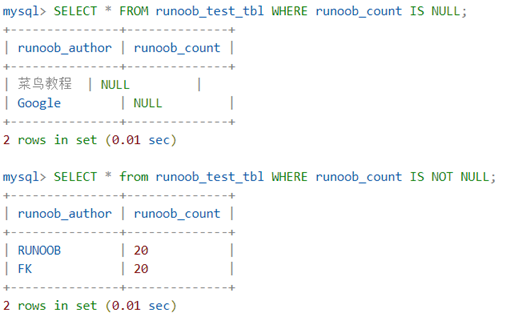 mysql> SELECT * FROM runoob_test_tbl WHERE runoob_count IS NULL;
+---------------+--------------+
| runoob_author | runoob_count |
+---------------+--------------+
| 菜鸟教程  | NULL         |
| Google        | NULL         |
+---------------+--------------+
2 rows in set (0.01 sec)

mysql> SELECT * from runoob_test_tbl WHERE runoob_count IS NOT NULL;
+---------------+--------------+
| runoob_author | runoob_count |
+---------------+--------------+
| RUNOOB        | 20           |
| FK            | 20           |
+---------------+--------------+
2 rows in set (0.01 sec)